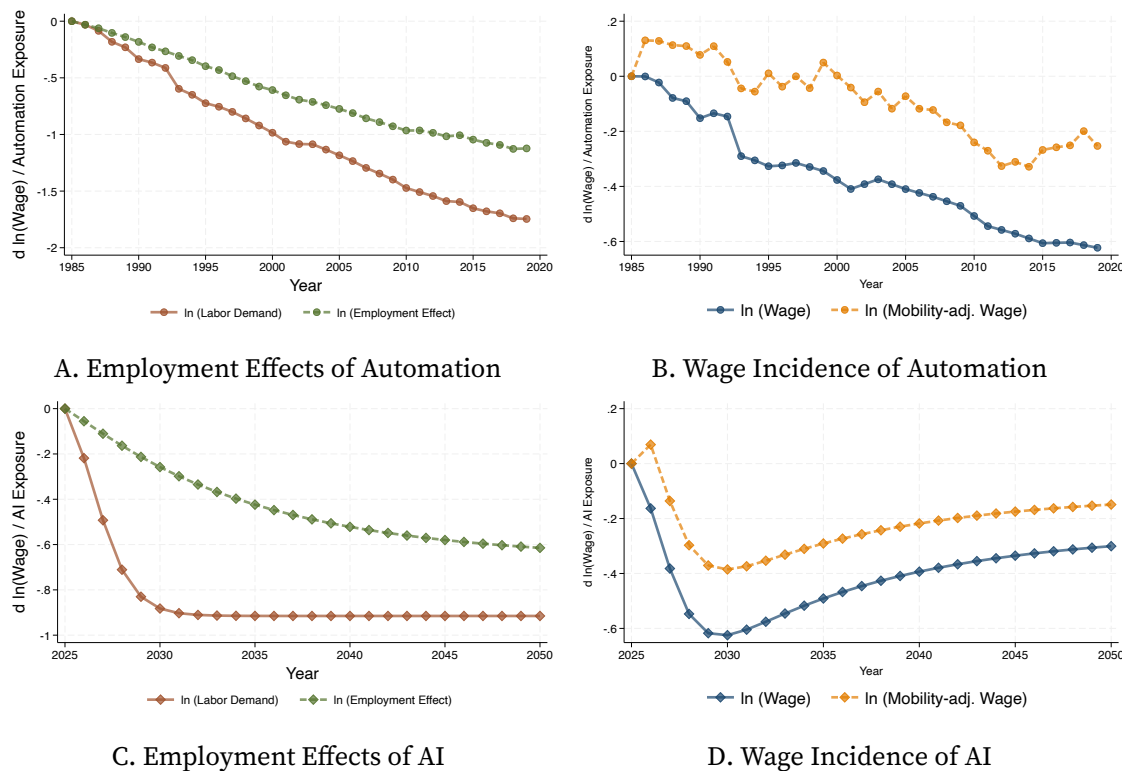 d ln(Wage) / Automation Exposure
0
-.5
-1
-1.5
-2
1985 1990 1995 2000 2005 2010 2015 2020
Year
ln (Labor Demand) ln (Employment Effect)
A. Employment Effects of Automation
d ln(Wage) / Automation Exposure
.2
0
-.2
-.4
-.6
1985 1990 1995 2000 2005 2010 2015 2020
Year
ln (Wage) ln (Mobility-adj. Wage)
B. Wage Incidence of Automation
d ln(Wage) / AI Exposure
0
-.2
-.4
-.6
-.8
-1
2025 2030 2035 2040 2045 2050
Year
ln (Labor Demand) ln (Employment Effect)
C. Employment Effects of AI
d ln(Wage) / AI Exposure
.2
0
-.2
-.4
-.6
2025 2030 2035 2040 2045 2050
Year
ln (Wage) ln (Mobility-adj. Wage)
D. Wage Incidence of AI